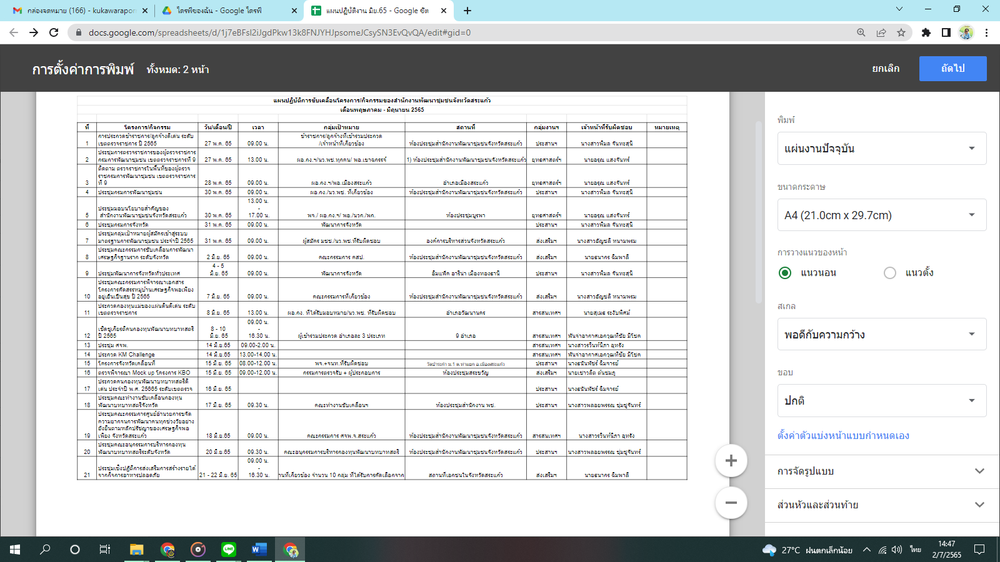 กล่องจดหมาย (166) - kukawarapor
ไดรฟ์ของฉัน - Google ไดรฟ์
แผนปฏิบัติงาน มิย.65 - Google ชีต
docs.google.com/spreadsheets/d/1j7eBFsI2iJgdPkw13k8FNJYHJpsomeJCsySN3EvQvQA/edit#gid=0
การตั้งค่าการพิมพ์ ทั้งหมด: 2 หน้า ยกเลิก ถัดไป
แผนปฏิบัติการขับเคลื่อนโครงการ/กิจกรรมของสำนักงานพัฒนาชุมชนจังหวัดสระแก้ว
เดือนพฤษภาคม - มิถุนายน 2565
ที่ โครงการ/กิจกรรม วัน/เดือน/ปี เวลา กลุ่มเป้าหมาย สถานที่ กลุ่มงานฯ เจ้าหน้าที่รับผิดชอบ หมายเหตุ
การประกวดข้าราชการ/ลูกจ้างดีเด่น ระดับ ข้าราชการ/ลูกจ้างที่เข้าร่วมประกวด
1 เขตตรวจราชการ ปี 2565 27 พ.ค. 65 09.00 น. /เจ้าหน้าที่เกี่ยวข้อง ห้องประชุมสำนักงานพัฒนาชุมชนจังหวัดสระแก้ว ประสานฯ นางสาวพิมล จันทะสุนี
ประชุมการตรวจราชการของผู้ตรวจราชการ
2 กรมการพัฒนาชุมชน เขตตรวจราชการที่ 9 27 พ.ค. 65 13.00 น. ผอ.กง.ฯ/นว.พช.ทุกคน/ พอ.เขาฉกรรจ์ 1) ห้องประชุมสำนักงานพัฒนาชุมชนจังหวัดสระแก้ว ยุทธศาสตร์ฯ นายอรุณ แสงจันทร์
ติดตาม ตรวจราชการในพื้นที่ของผู้ตรวจ
ราชกรมการพัฒนาชุมชน เขตตรวจราชการ
3 ที่ 9 28 พ.ค. 65 09.00 น. ผอ.กง.ฯ/พอ.เมืองสระแก้ว อำเภอเมืองสระแก้ว ยุทธศาสตร์ฯ นายอรุณ แสงจันทร์
4 ประชุมกรมการพัฒนาชุมชน 30 พ.ค. 65 09.00 น. ผอ.กง./นว.พช. ที่เกี่ยวข้อง ห้องประชุมสำนักงานพัฒนาชุมชนจังหวัดสระแก้ว ประสานฯ นางสาวพิมล จันทะสุนี
13.00 น.
ประชุมมอบนโยบายสำคัญของ -
5 สำนักงานพัฒนาชุมชนจังหวัดสระแก้ว 30 พ.ค. 65 17.00 น. พจ./ ผอ.กง.ฯ/ พอ./นวก./พก. ห้องประชุมบูรพา ยุทธศาสตร์ฯ นายอรุณ แสงจันทร์
6 ประชุมกรมการจังหวัด 31 พ.ค. 65 09.00 น. พัฒนาการจังหวัด ประสานฯ นางสาวพิมล จันทะสุนี
ประชุมกลุ่มเป้าหมายผู้สมัครเข้าสู่ระบบ
7 มาตรฐานการพัฒนาชุมชน ประจำปี 2565 31 พ.ค. 65 09.00 น. ผู้สมัคร มชช./นว.พช.ที่รับผิดชอบ องค์การบริหารส่วนจังหวัดสระแก้ว ส่งเสริมฯ นางสาวอัญชลี หนามพรม
ประชุมคณะกรรมการขับเคลื่อนการพัฒนา
8 เศรษฐกิจฐานราก ระดับจังหวัด 2 มิ.ย. 65 09.00 น. คณะกรรมการ คสป. ห้องประชุมสำนักงานพัฒนาชุมชนจังหวัดสระแก้ว ส่งเสริมฯ นายธนากร ฉิมพาลี
4 - 5
9 ประชุมพัฒนาการจังหวัดทั่วประเทศ มิ.ย. 65 09.00 น. พัฒนาการจังหวัด อิมแพ็ค อารีนา เมืองทองธานี ประสานฯ นางสาวพิมล จันทะสุนี
ประชุมคณะกรรมการพิจารณาเอกสาร
โครงการคัดสรรหมู่บ้านเศรษฐกิจพอเพียง
10 อยู่เย็นเป็นสุข ปี 2565 7 มิ.ย. 65 09.00 น. คณะกรรมการที่เกี่ยวข้อง ห้องประชุมสำนักงานพัฒนาชุมชนจังหวัดสระแก้ว ส่งเสริมฯ นางสาวอัญชลี หนามพรม
ประกวดกองทุนแม่ของแผ่นดินดีเด่น ระดับ
11 เขตตรวจราชการ 8 มิ.ย. 65 13.00 น. ผอ.กง. ที่ได้รับมอบหมาย/นว.พช. ที่รับผิดชอบ อำเภอวัฒนานคร สารสนเทศฯ นายสุเมธ ระงับพิศม์
09.00 น.
เชิดชูเกียรติคนกองทุนพัฒนาบทบาทสตรี 8 - 10 -
12 ปี 2565 มิ.ย. 65 16.30 น. ผู้เข้าร่วมประกวด อำเภอละ 3 ประเภท 9 อำเภอ สารสนเทศฯ พันจ่าอากาศเอกวุฒิชัย มีโชค
13 ประชุม ศจพ. 14 มิ.ย.65 09.00-2.00 น. สารสนเทศฯ นางสาวรวินท์นิภา อุทรัง
14 ประกวด KM Challenge 14 มิ.ย.65 13.00-14.00 น. สารสนเทศฯ พันจ่าอากาศเอกวุฒิชัย มีโชค
15 โครงการจังหวัดเคลื่อนที่ 15 มิ.ย. 65 08.00-12.00 น. พจ.+จนท.ที่รับผิดชอบ วัดป่าระกำ ม.1 ต.ท่าแยก อ.เมืองสระแก้ว ประสานฯ นางธนันพัชร์ ฉิมจารย์
16 ตรวจพิจารณา Mock up โครงการ KBO 15 มิ.ย. 65 09.00-12.00 น. กรรมการตรวจรับ + ผู้ประกอบการ ห้องประชุมสระขวัญ ส่งเสริมฯ นายเชาวลิต ต้นชมภู
ประกวดคนกองทุนพัฒนาบทบาทสตรีดี
17 เด่น ประจำปี พ.ศ. 25665 ระดับเขตตรวจ 16 มิ.ย. 65 ประสานฯ นางธนันพัชร์ ฉิมจารย์
ประชุมคณะทำงานขับเคลื่อนกองทุน
18 พัฒนาบทบาทสตรีจังหวัด 17 มิ.ย. 65 09.30 น. คณะทำงานขับเคลื่อนฯ ห้องประชุมสำนักงาน พช. ประสานฯ นางสาวพลอยพรรณ ชุ่มชูจันทร์
ประชุมคณะกรรมการศูนย์อำนวยการขจัด
ความยากจนการพัฒนาคนทุกช่วงวัยอย่าง
ยั่งยืนตามหลักปรัชญาของเศรษฐกิจพอ
19 เพียง จังหวัดสระแก้ว 18 มิ.ย. 65 09.00 น. คณะกรรมการ ศจพ.จ.สระแก้ว ห้องประชุมสำนักงานพัฒนาชุมชนจังหวัดสระแก้ว สารสนเทศฯ นางสาวรวินท์นิภา อุทรัง
ประชุมคณะอนุกรรมการบริหารกองทุน
20 พัฒนาบทบาทสตรีระดับจังหวัด 20 มิ.ย.65 09.30 น. คณะอนุกรรมการบริหารกองทุนพัฒนาบทบาทสตรี ห้องประชุมสำนักงานพัฒนาชุมชนจังหวัดสระแก้ว ประสานฯ นางสาวพลอยพรรณ ชุ่มชูจันทร์
09.00 น.
ประชุมเชิงปฏิบัติการส่งเสริมการสร้างรายได้ -
21 จากกิจการอาหารปลอดภัย 21 - 22 มิ.ย. 65 16.30 น. านที่เกี่ยวข้อง จำนวน 10 กลุ่ม ที่ได้รับการคัดเลือกจาก สถานที่เอกชนในจังหวัดสระแก้ว ส่งเสริมฯ นายธนากร ฉิมพาลี
พิมพ์
แผ่นงานปัจจุบัน
ขนาดกระดาษ
A4 (21.0cm x 29.7cm)
การวางแนวของหน้า
แนวนอน แนวตั้ง
สเกล
พอดีกับความกว้าง
ขอบ
ปกติ
ตั้งค่าตัวแบ่งหน้าแบบกำหนดเอง
การจัดรูปแบบ
ส่วนหัวและส่วนท้าย
LINE
27°C ฝนตกเล็กน้อย ไทย
14:47
2/7/2565